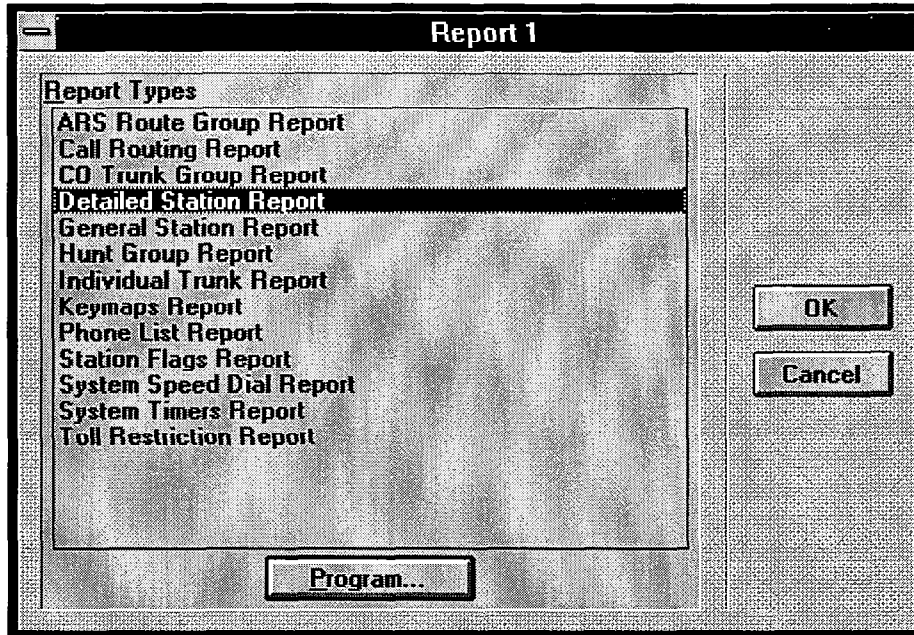 Report 1
Report Types
ARS Route Group Report
Call Routing Report
CO Trunk Group Report
Detailed Station Report
General Station Report
Hunt Group Report
Individual Trunk Report
Keymaps Report
Phone List Report
Station Flags Report
System Speed Dial Report
System Timers Report
Toll Restriction Report
OK
Cancel
Program...